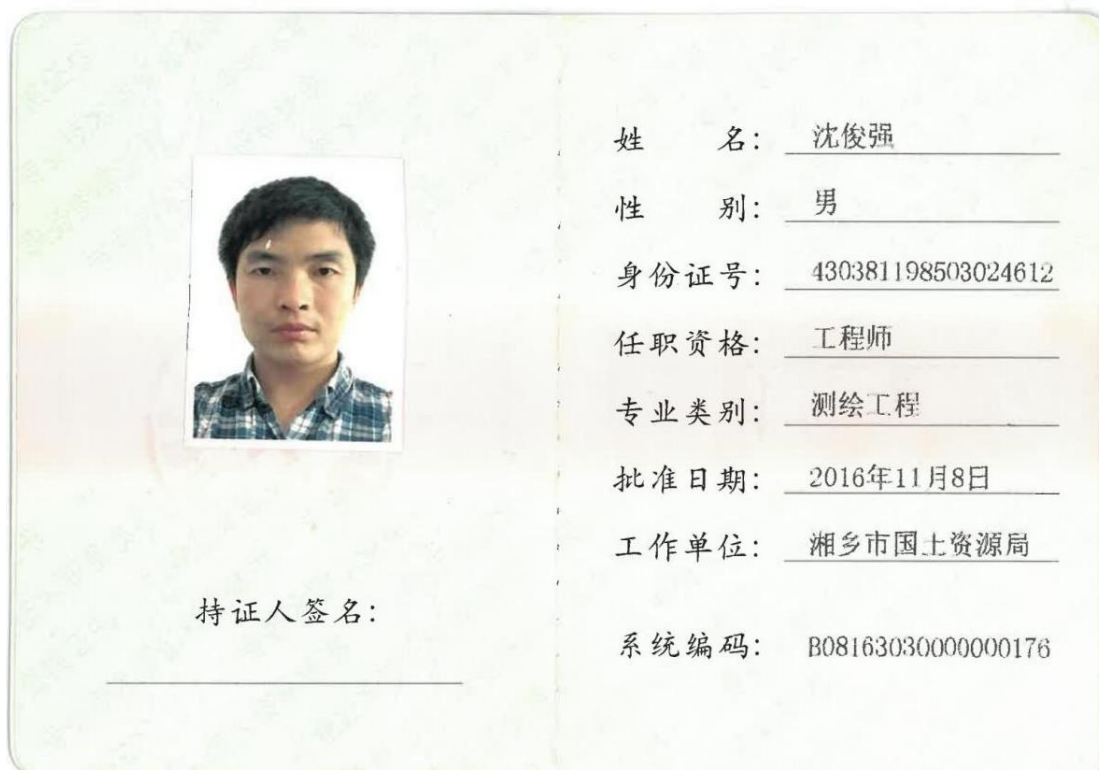 持证人签名：
姓 名： 沈俊强
性 别： 男
身份证号： 430381198503024612
任职资格： 工程师
专业类别： 测绘工程
批准日期： 2016年11月8日
工作单位： 湘乡市国土资源局
系统编码： B08163030000000176